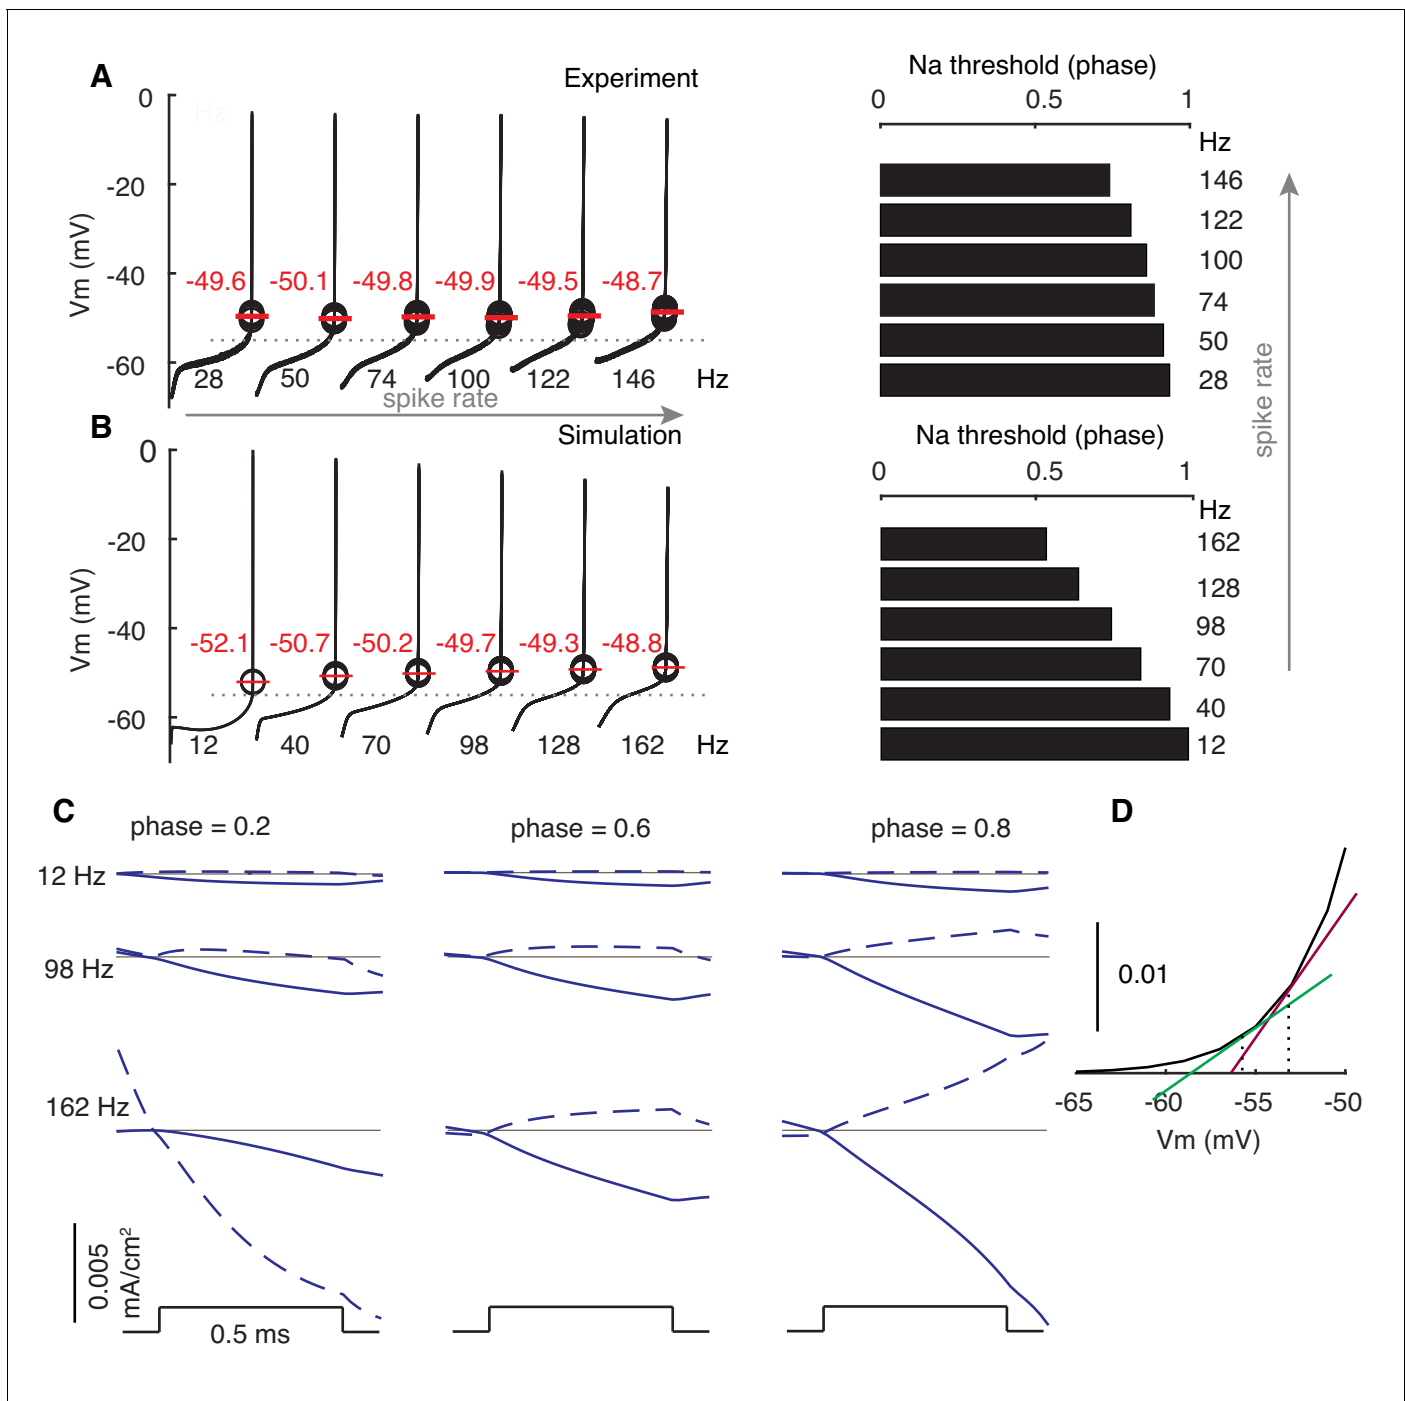 A
Experiment
Hz
0
-20
-40
-60
Vm (mV)
-49.6 -50.1 -49.8 -49.9 -49.5 -48.7
28 50 74 100 122 146 Hz
spike rate
Na threshold (phase)
0 0.5 1
Hz
146
122
100
74
50
28
spike rate
B
Simulation
0
-20
-40
-60
Vm (mV)
-52.1 -50.7 -50.2 -49.7 -49.3 -48.8
12 40 70 98 128 162 Hz
Na threshold (phase)
0 0.5 1
Hz
162
128
98
70
40
12
C
phase = 0.2 phase = 0.6 phase = 0.8
12 Hz
98 Hz
162 Hz
0.005
mA/cm²
0.5 ms
D
0.01
-65 -60 -55 -50
Vm (mV)